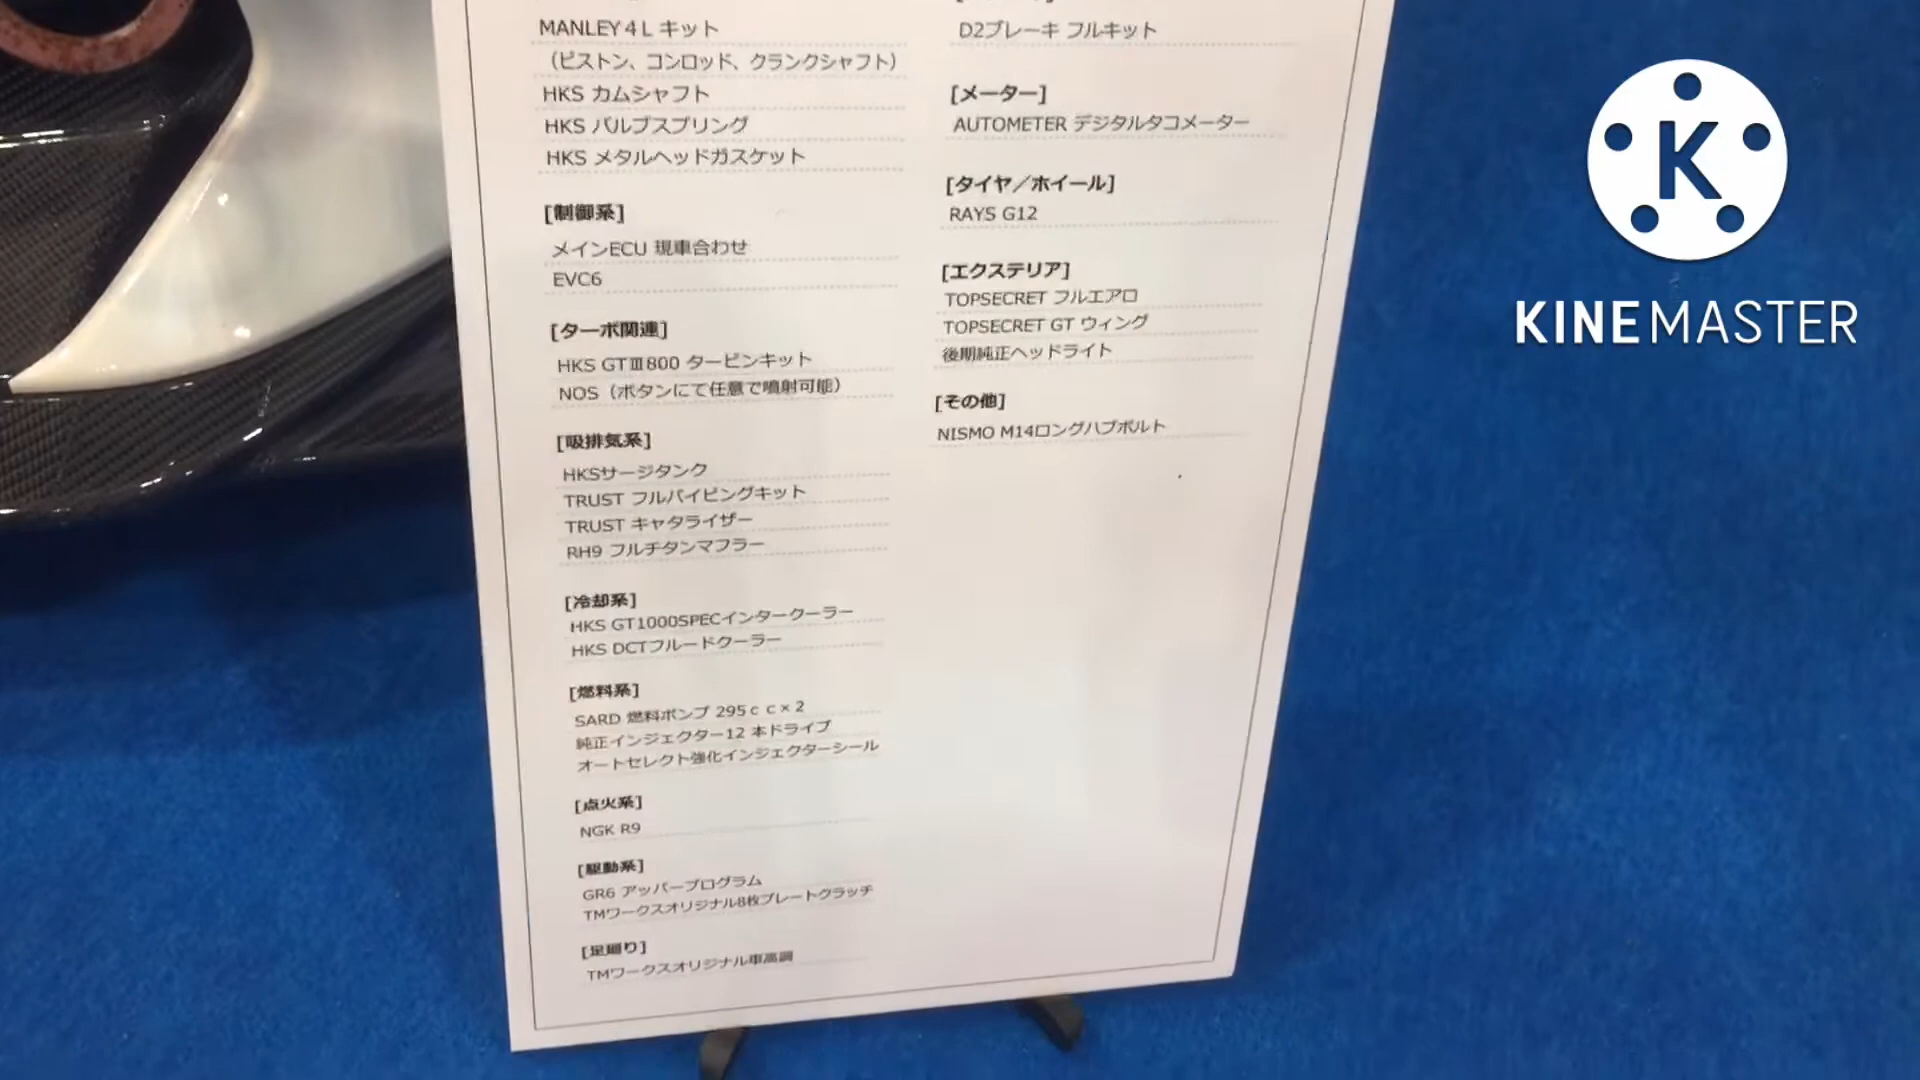 MANLEY4L キット
（ピストン、コンロッド、クランクシャフト）
HKS カムシャフト
HKS バルブスプリング
HKS メタルヘッドガスケット
[制御系]
メインECU 現車合わせ
EVC6
[ターボ関連]
HKS GTⅢ800 タービンキット
NOS（ボタンにて任意で噴射可能）
[吸排気系]
HKSサージタンク
TRUST フルパイピングキット
TRUST キャタライザー
RH9 フルチタンマフラー
[冷却系]
HKS GT1000SPECインタークーラー
HKS DCTフルードクーラー
[燃料系]
SARD 燃料ポンプ 295ｃｃ×2
純正インジェクター12 本ドライブ
オートセレクト強化インジェクターシール
[点火系]
NGK R9
[駆動系]
GR6 アッパープログラム
TMワークスオリジナル8枚プレートクラッチ
[足廻り]
TMワークスオリジナル車高調
D2ブレーキ フルキット
[メーター]
AUTOMETER デジタルタコメーター
[タイヤ／ホイール]
RAYS G12
[エクステリア]
TOPSECRET フルエアロ
TOPSECRET GT ウィング
後期純正ヘッドライト
[その他]
NISMO M14ロングハブボルト
K
KINEMASTER